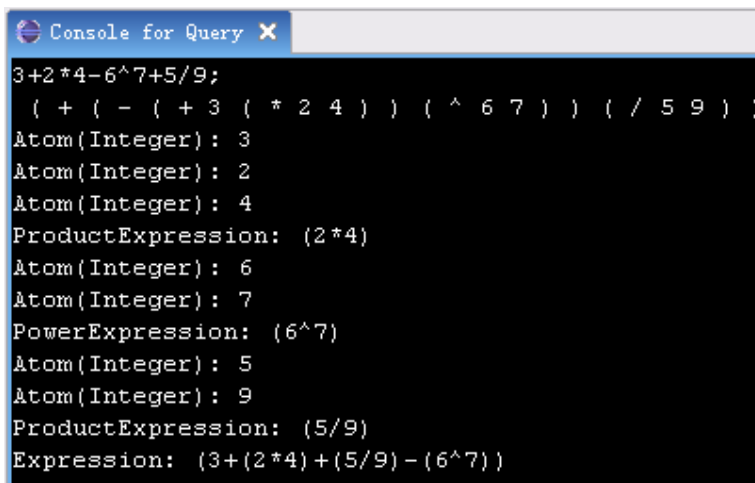 Console for Query
3+2*4-6^7+5/9;
( + ( - ( + 3 ( * 2 4 ) ) ( ^ 6 7 ) ) ( / 5 9 )
Atom(Integer): 3
Atom(Integer): 2
Atom(Integer): 4
ProductExpression: (2*4)
Atom(Integer): 6
Atom(Integer): 7
PowerExpression: (6^7)
Atom(Integer): 5
Atom(Integer): 9
ProductExpression: (5/9)
Expression: (3+(2*4)+(5/9)-(6^7))